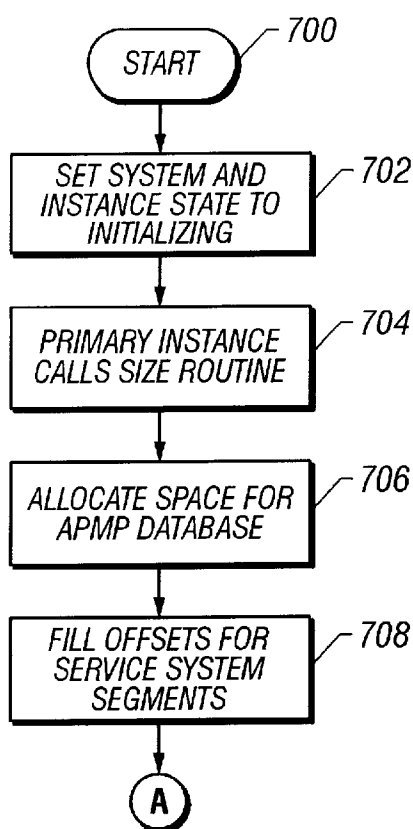 700
START
702
SET SYSTEM AND
INSTANCE STATE TO
INITIALIZING
704
PRIMARY INSTANCE
CALLS SIZE ROUTINE
706
ALLOCATE SPACE FOR
APMP DATABASE
708
FILL OFFSETS FOR
SERVICE SYSTEM
SEGMENTS
A